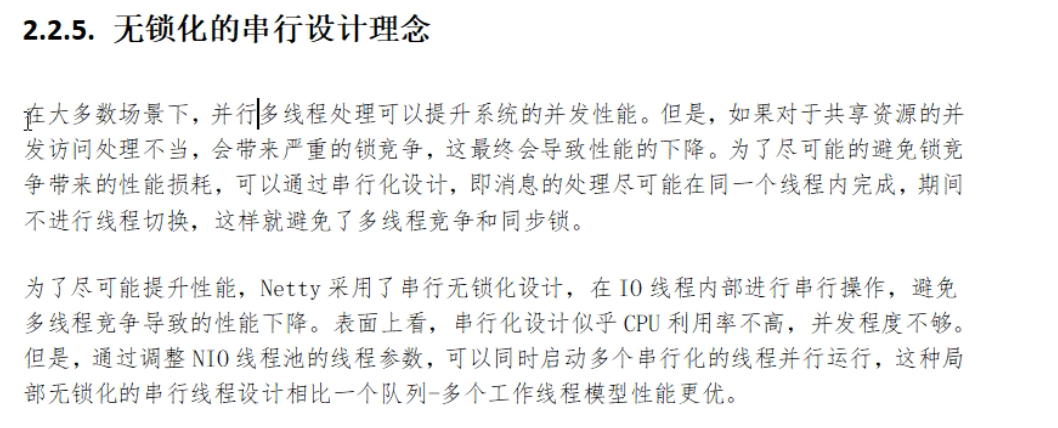 2.2.5. 无锁化的串行设计理念
在大多数场景下，并行多线程处理可以提升系统的并发性能。但是，如果对于共享资源的并
发访问处理不当，会带来严重的锁竞争，这最终会导致性能的下降。为了尽可能的避免锁竞
争带来的性能损耗，可以通过串行化设计，即消息的处理尽可能在同一个线程内完成，期间
不进行线程切换，这样就避免了多线程竞争和同步锁。
为了尽可能提升性能，Netty 采用了串行无锁化设计，在 IO 线程内部进行串行操作，避免
多线程竞争导致的性能下降。表面上看，串行化设计似乎 CPU 利用率不高，并发程度不够。
但是，通过调整 NIO 线程池的线程参数，可以同时启动多个串行化的线程并行运行，这种局
部无锁化的串行线程设计相比一个队列-多个工作线程模型性能更优。